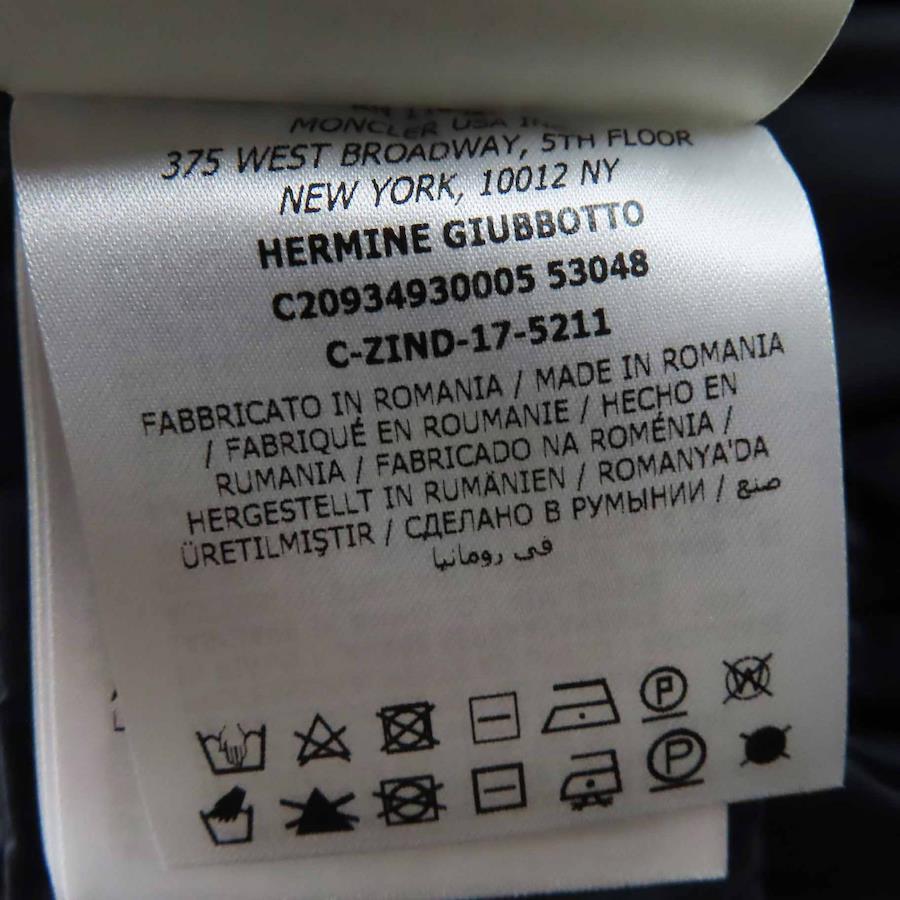 MONCLER USA
375 WEST BROADWAY, 5TH FLOOR
NEW YORK, 10012 NY
HERMINE GIUBBOTTO
C20934930005 53048
C-ZIND-17-5211
FABBRICATO IN ROMANIA / MADE IN ROMANIA
/ FABRIQUÉ EN ROUMANIE / HECHO EN
RUMANIA / FABRICADO NA ROMÉNIA /
HERGESTELLT IN RUMÄNIEN / ROMANYA'DA
ÜRETILMIŞTIR / СДЕЛАНО В РУМЫНИИ / صنع
في رومانيا
P W
P